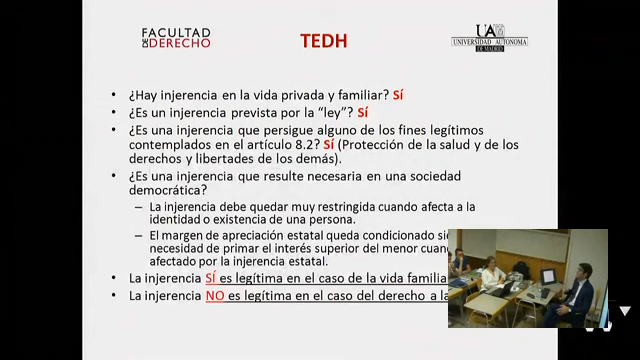 FACULTAD
DE DERECHO
TEDH
UA
UNIVERSIDAD AUTONOMA
DE MADRID
• ¿Hay injerencia en la vida privada y familiar? Sí
• ¿Es un injerencia prevista por la “ley”? Sí
• ¿Es una injerencia que persigue alguno de los fines legítimos
contemplados en el artículo 8.2? Sí (Protección de la salud y de los
derechos y libertades de los demás).
• ¿Es una injerencia que resulte necesaria en una sociedad
democrática?
– La injerencia debe quedar muy restringida cuando afecta a la
identidad o existencia de una persona.
– El margen de apreciación estatal queda condicionado
necesidad de primar el interés superior del menor
afectado por la injerencia estatal.
• La injerencia SÍ es legítima en el caso de la vida
• La injerencia NO es legítima en el caso del derecho a la